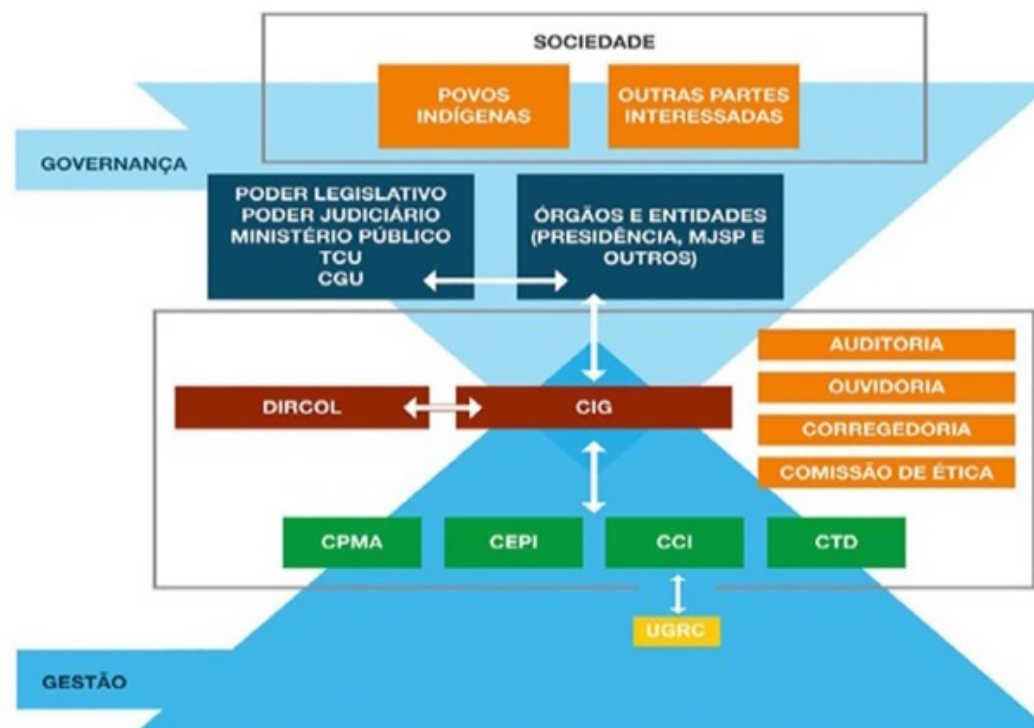 SOCIEDADE
POVOS
INDÍGENAS
OUTRAS PARTES
INTERESSADAS
GOVERNANÇA
PODER LEGISLATIVO
PODER JUDICIÁRIO
MINISTÉRIO PÚBLICO
TCU
CGU
ÓRGÃOS E ENTIDADES
(PRESIDÊNCIA, MJSP E
OUTROS)
AUDITORIA
OUVIDORIA
CORREGEDORIA
COMISSÃO DE ÉTICA
DIRCOL
CIG
CPMA
CEPI
CCI
CTD
UGRC
GESTÃO